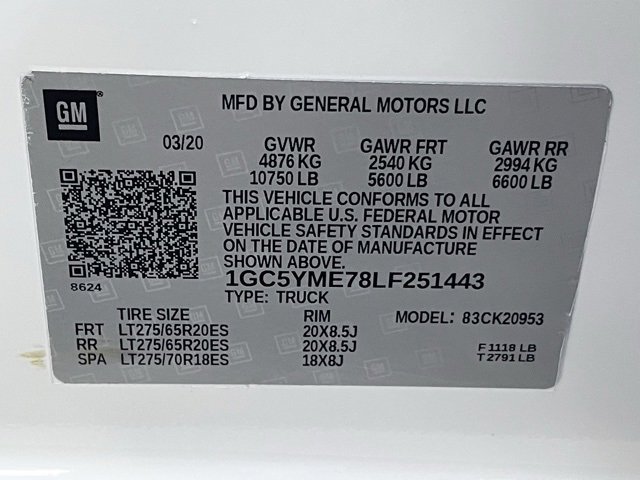 GM
MFD BY GENERAL MOTORS LLC
03/20 GVWR GAWR FRT GAWR RR
4876 KG 2540 KG 2994 KG
10750 LB 5600 LB 6600 LB
THIS VEHICLE CONFORMS TO ALL
APPLICABLE U.S. FEDERAL MOTOR
VEHICLE SAFETY STANDARDS IN EFFECT
ON THE DATE OF MANUFACTURE
8624
1GC5YME78LF251443
TYPE: TRUCK
TIRE SIZE RIM MODEL: 83CK20953
FRT LT275/65R20ES 20X8.5J
RR LT275/65R20ES 20X8.5J F 1118 LB
SPA LT275/70R18ES 18X8J T 2791 LB